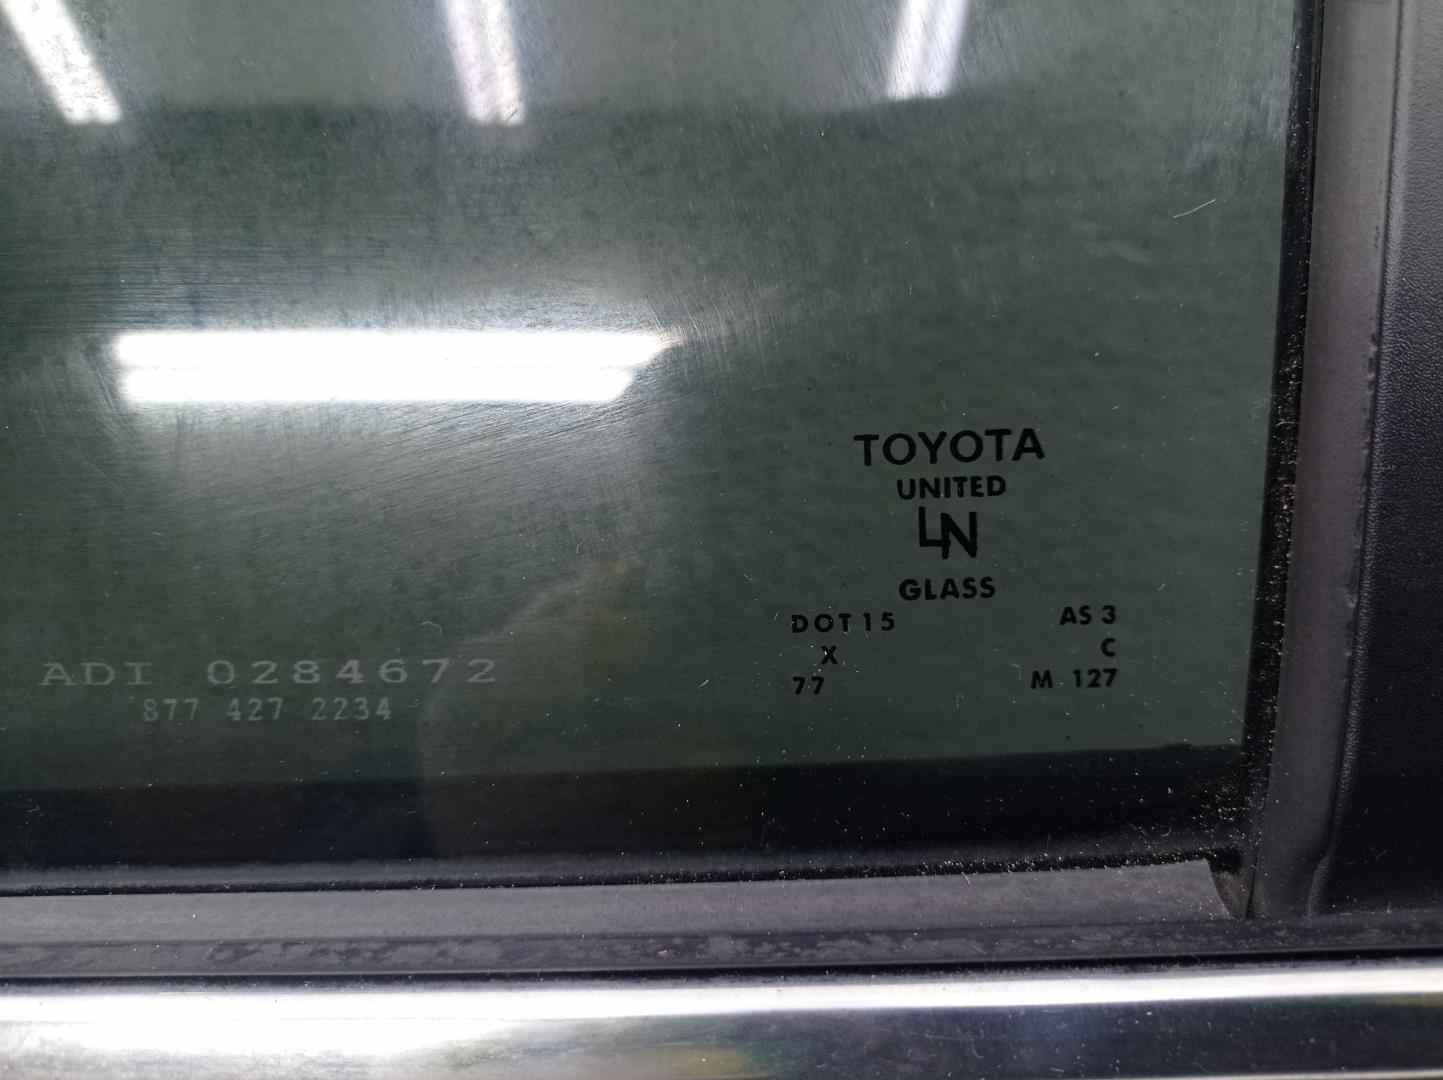 TOYOTA
UNITED
LN
GLASS
DOT 15 AS 3
X C
77 M 127
ADI 0284672
877 427 2234